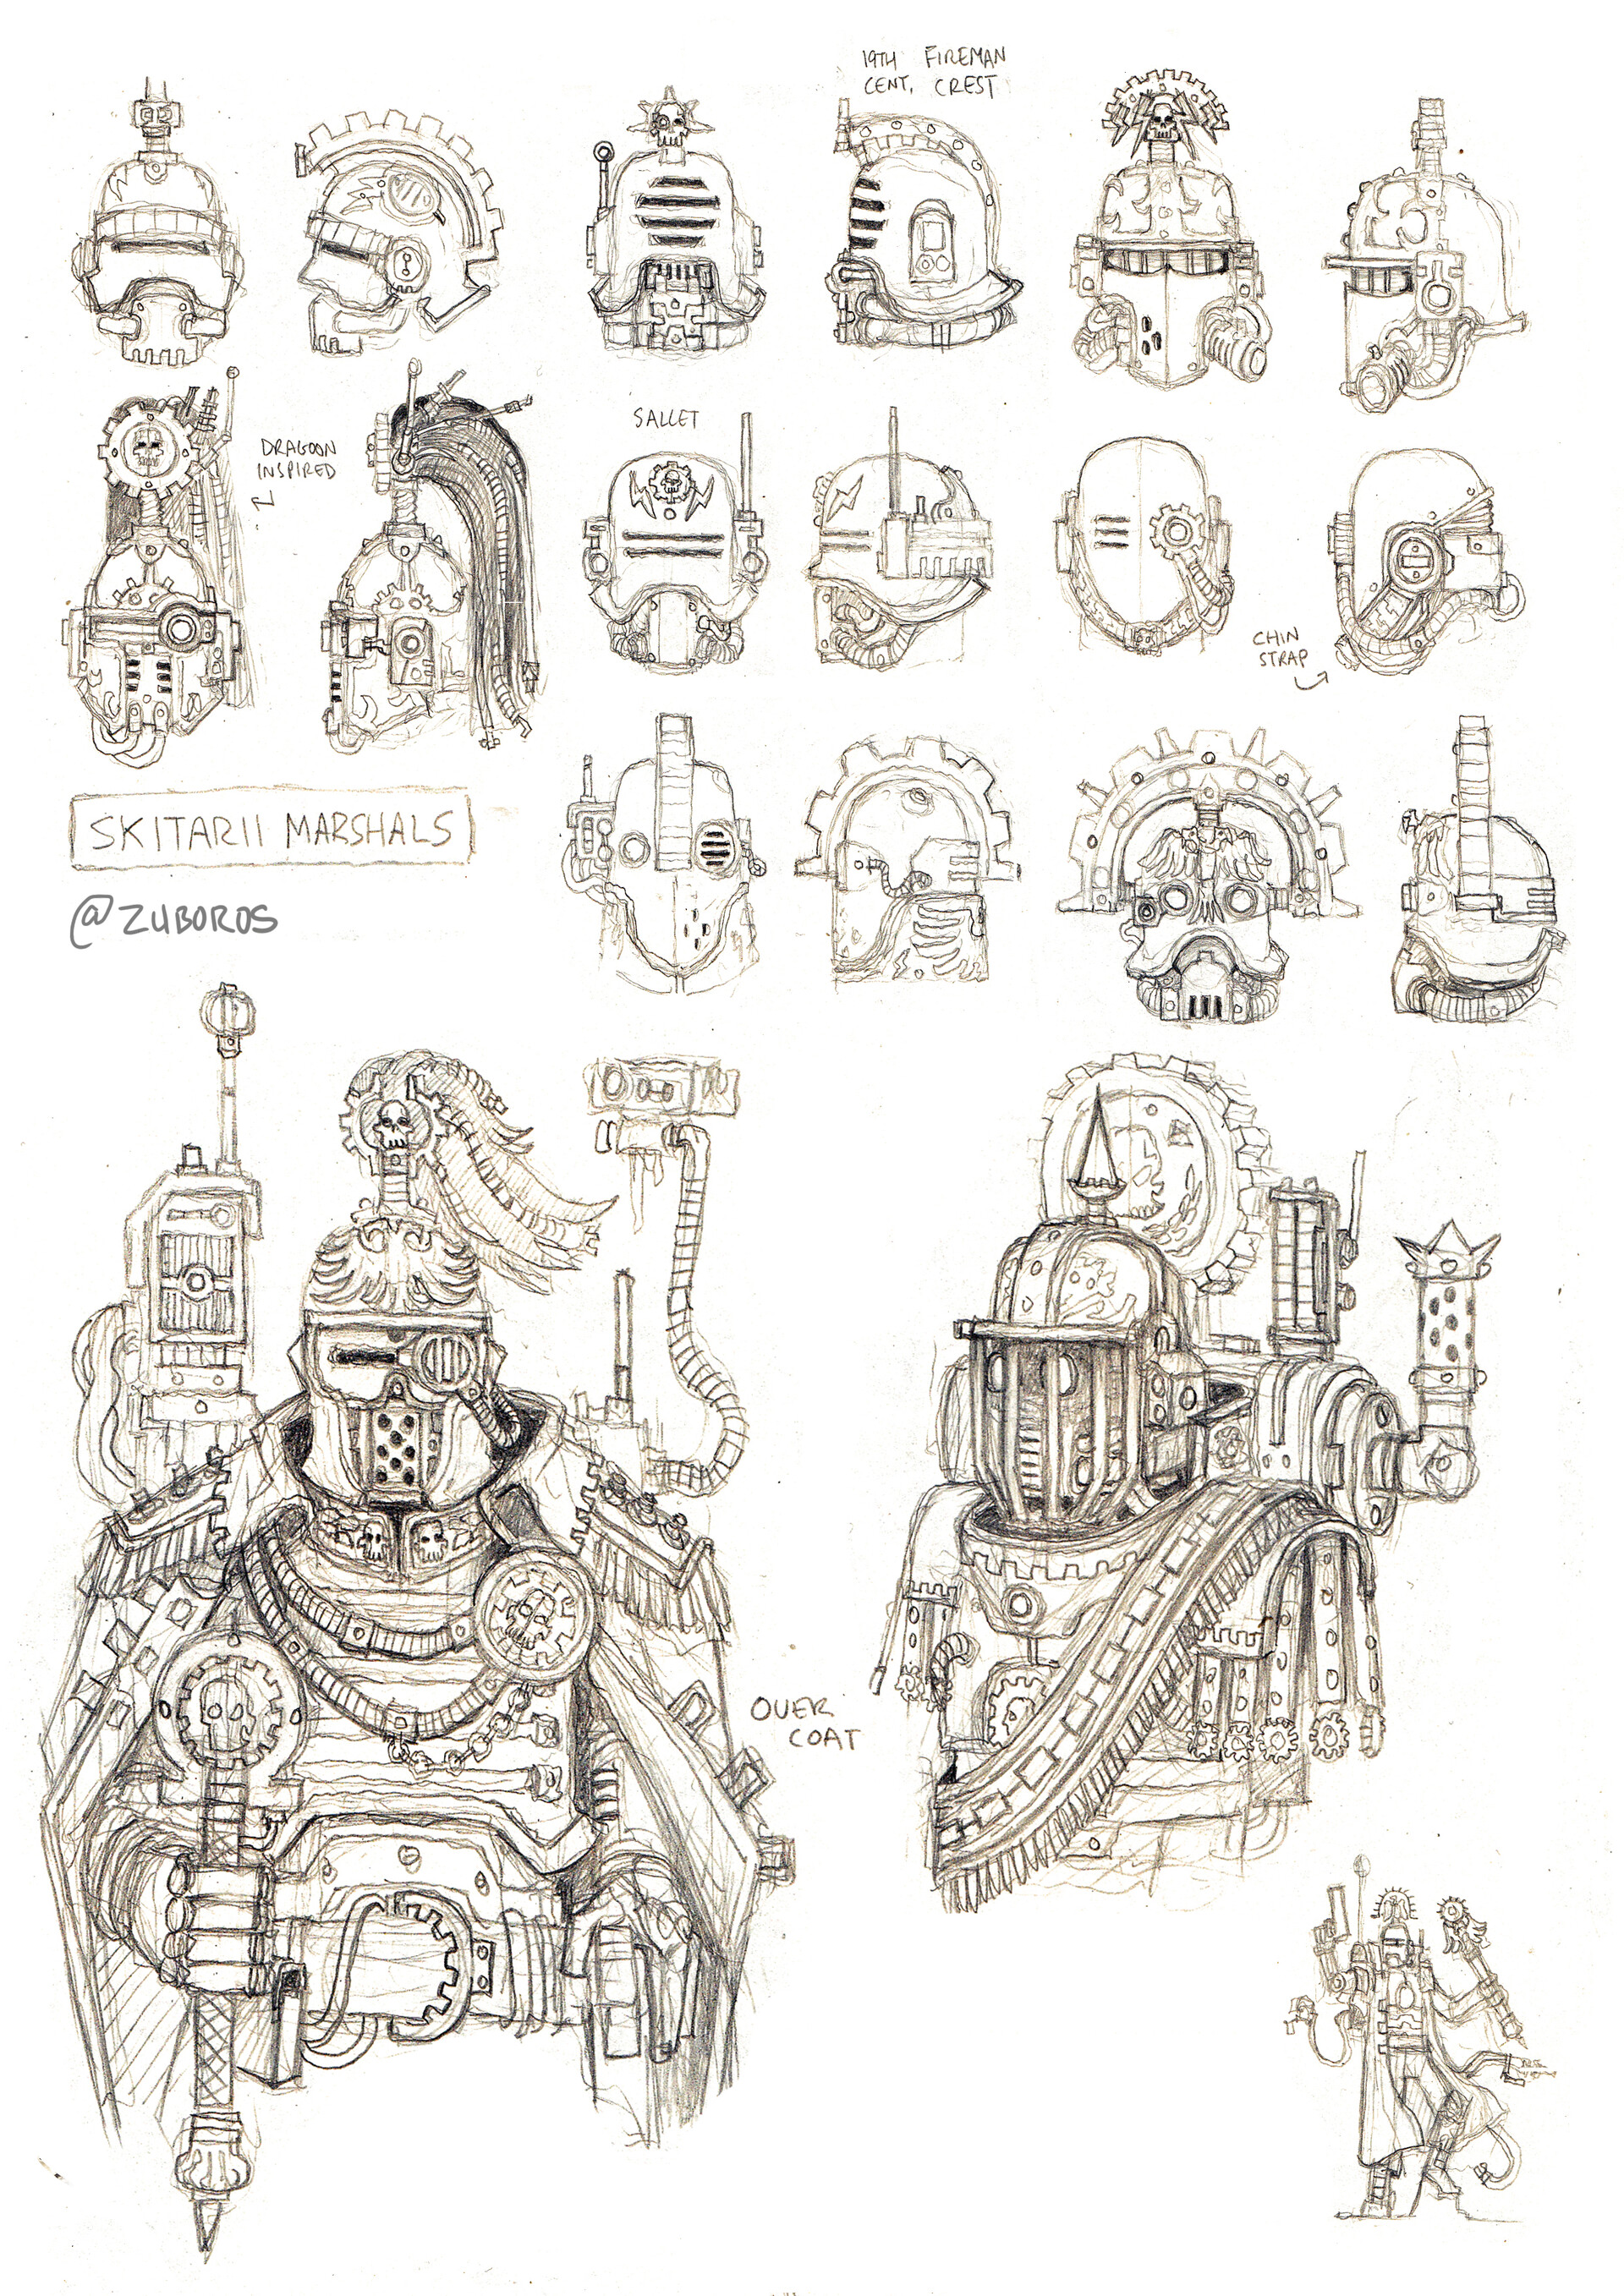 19TH FIREMAN
CENT, CREST
DRAGOON
INSPIRED
SALLET
CHIN
STRAP
SKITARII MARSHALS
@ZUBOROS
OVER
COAT